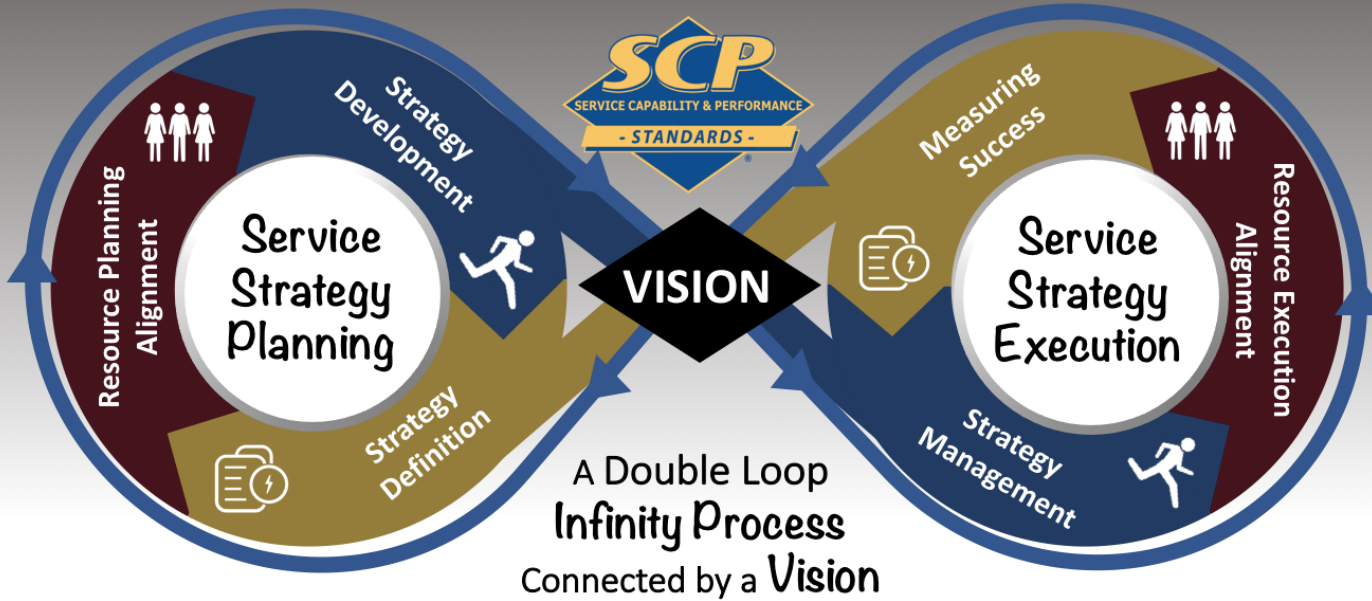 SCP
SERVICE CAPABILITY & PERFORMANCE
- STANDARDS -
®
Strategy
Development
Resource Planning
Alignment
Service
Strategy
Planning
Strategy
Definition
VISION
Measuring
Success
Resource Execution
Alignment
Service
Strategy
Execution
Strategy
Management
A Double Loop
Infinity Process
Connected by a Vision